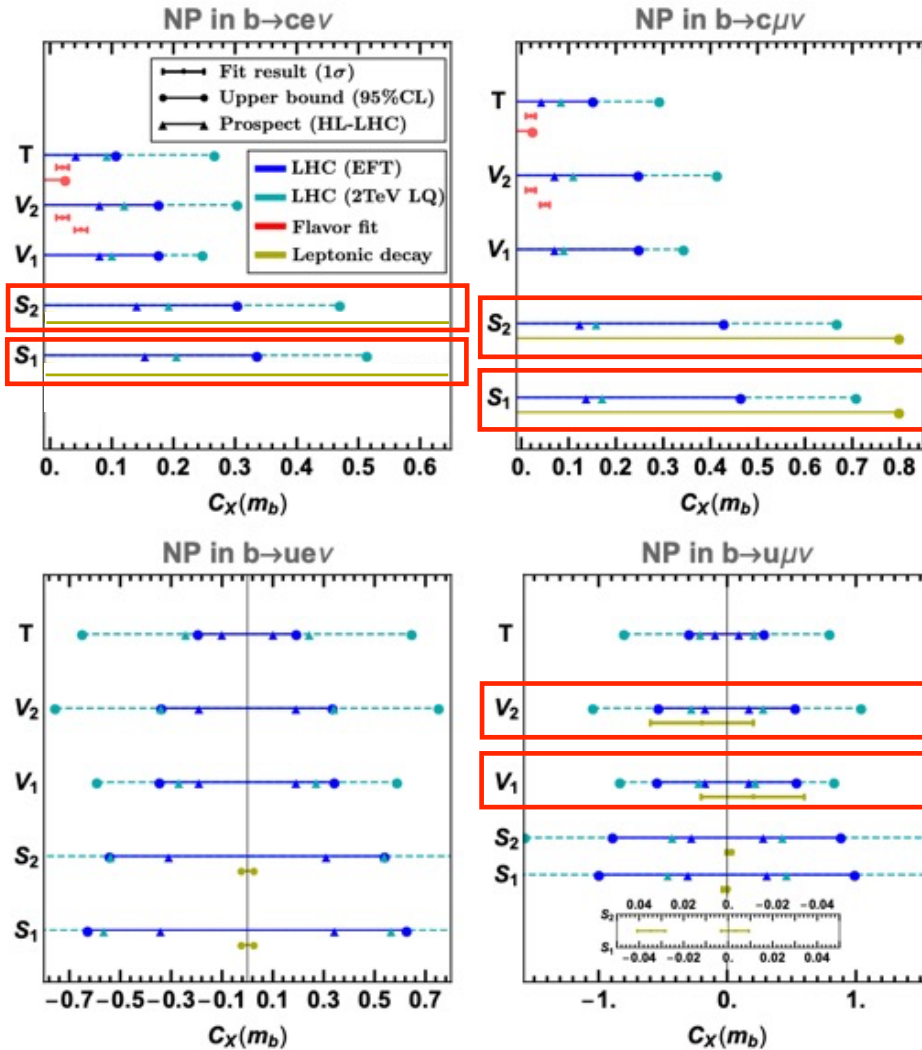 NP in b→ceν
Fit result (1σ)
Upper bound (95%CL)
Prospect (HL-LHC)
LHC (EFT)
LHC (2TeV LQ)
Flavor fit
Leptonic decay
T
V2
V1
S2
S1
0. 0.1 0.2 0.3 0.4 0.5 0.6
CX(mb)
NP in b→cμν
T
V2
V1
S2
S1
0. 0.1 0.2 0.3 0.4 0.5 0.6 0.7 0.8
CX(mb)
NP in b→ueν
T
V2
V1
S2
S1
-0.7 -0.5 -0.3 -0.1 0.1 0.3 0.5 0.7
CX(mb)
NP in b→uμν
T
V2
V1
S2
S1
0.04 0.02 0. -0.02 -0.04
S2
S1
-0.04 -0.02 0. 0.02 0.04
-1. 0. 1.
CX(mb)